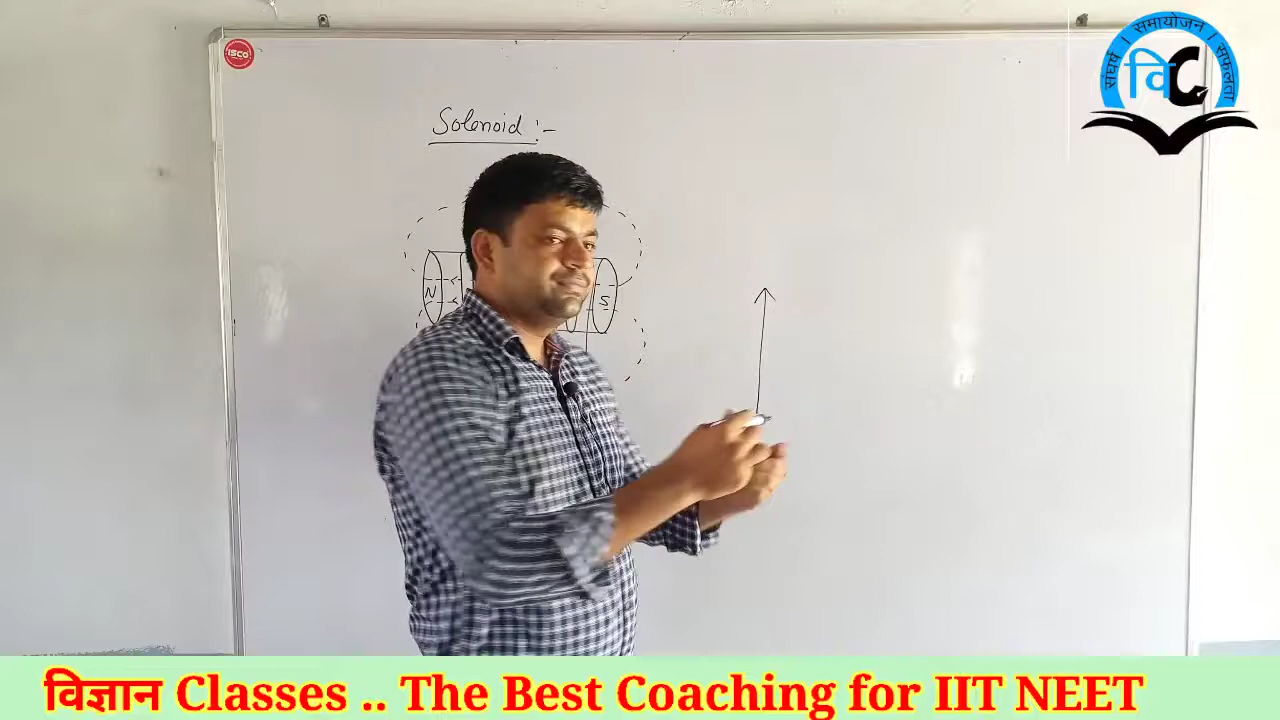 ISCO
संघर्ष । समायोजन । सफलता
विC
Solenoid :-
N
S
विज्ञान Classes .. The Best Coaching for IIT NEET